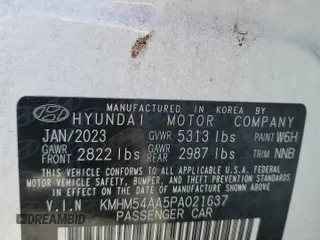 MANUFACTURED IN KOREA BY
HYUNDAI MOTOR COMPANY
JAN/2023 GVWR 5313 lbs PAINT W6H
GAWR FRONT 2822 lbs GAWR REAR 2987 lbs TRIM NNB
THIS VEHICLE CONFORMS TO ALL APPLICABLE
FEDERAL MOTOR VEHICLE SAFETY, BUMPER AND
THEFT PREVENTION STANDARDS IN EFFECT ON
THE DATE OF MANUFACTURE SHOWN ABOVE.
V.I.N KMHM54AA5PA021637
PASSENGER CAR